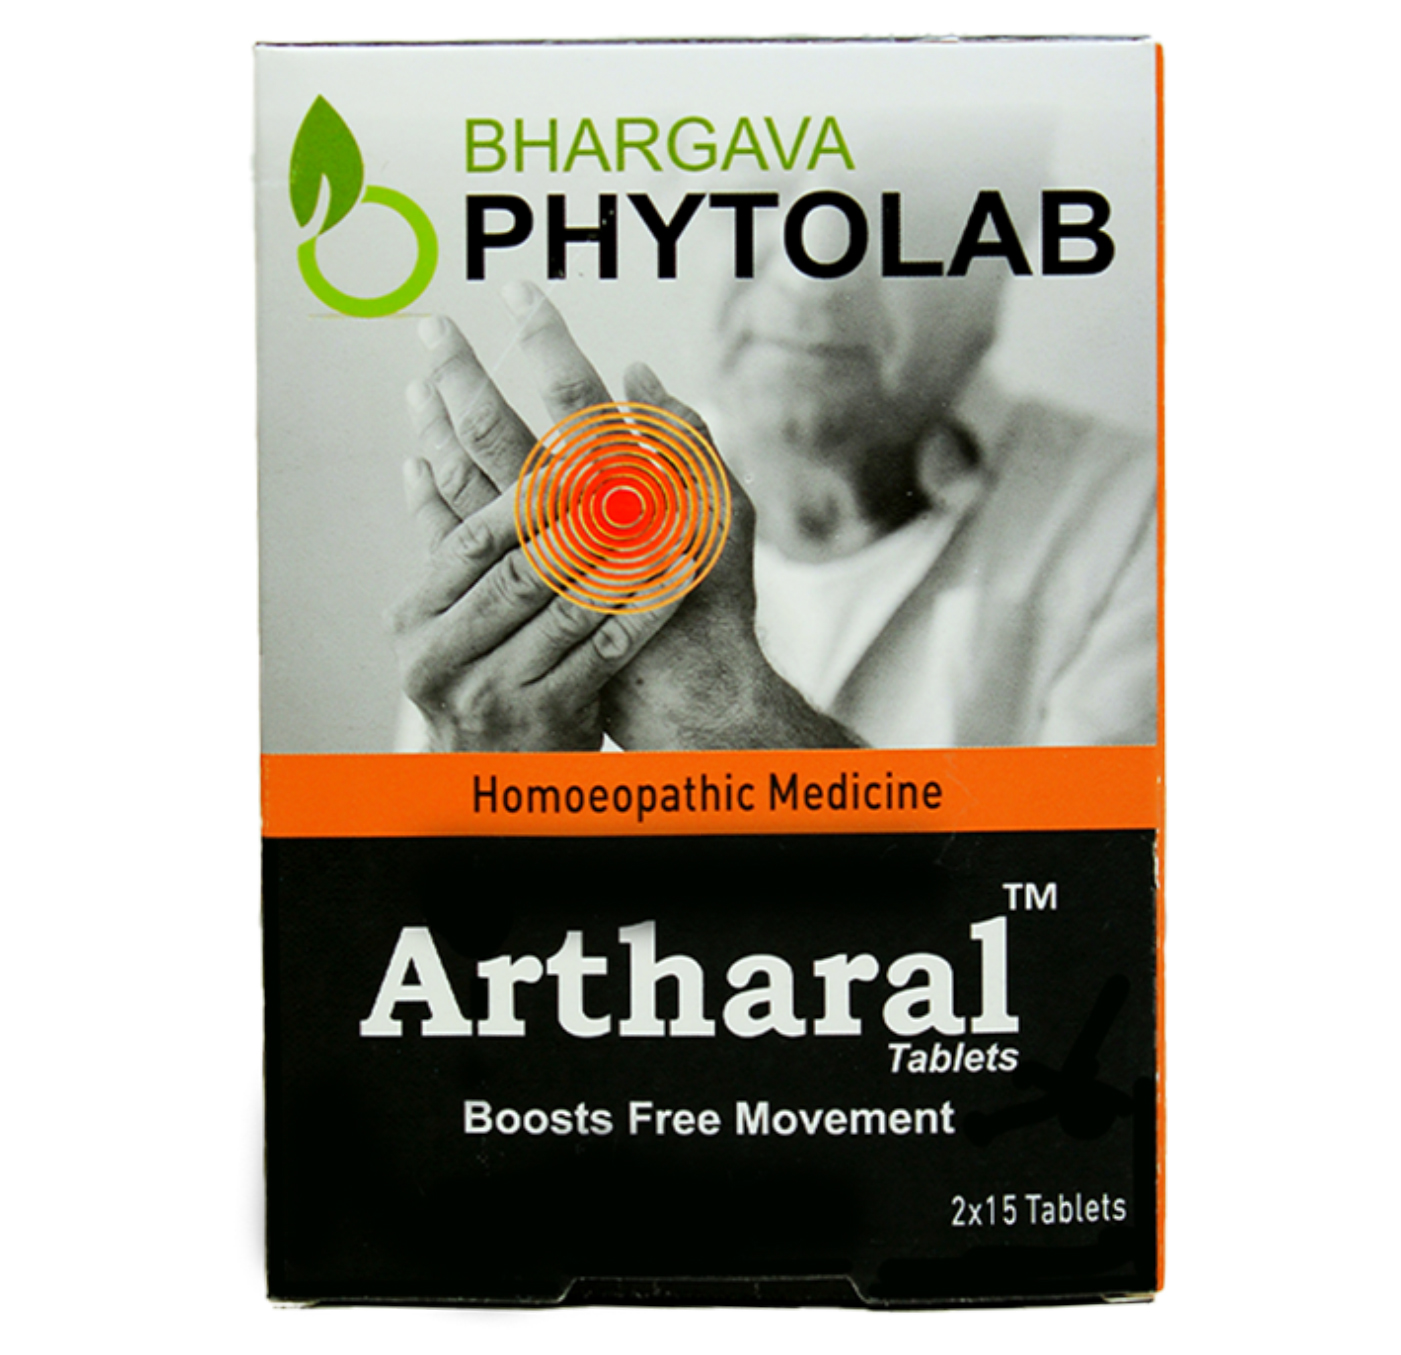 BHARGAVA
PHYTOLAB
Homoeopathic Medicine
Artharal™
Tablets
Boosts Free Movement
2x15 Tablets